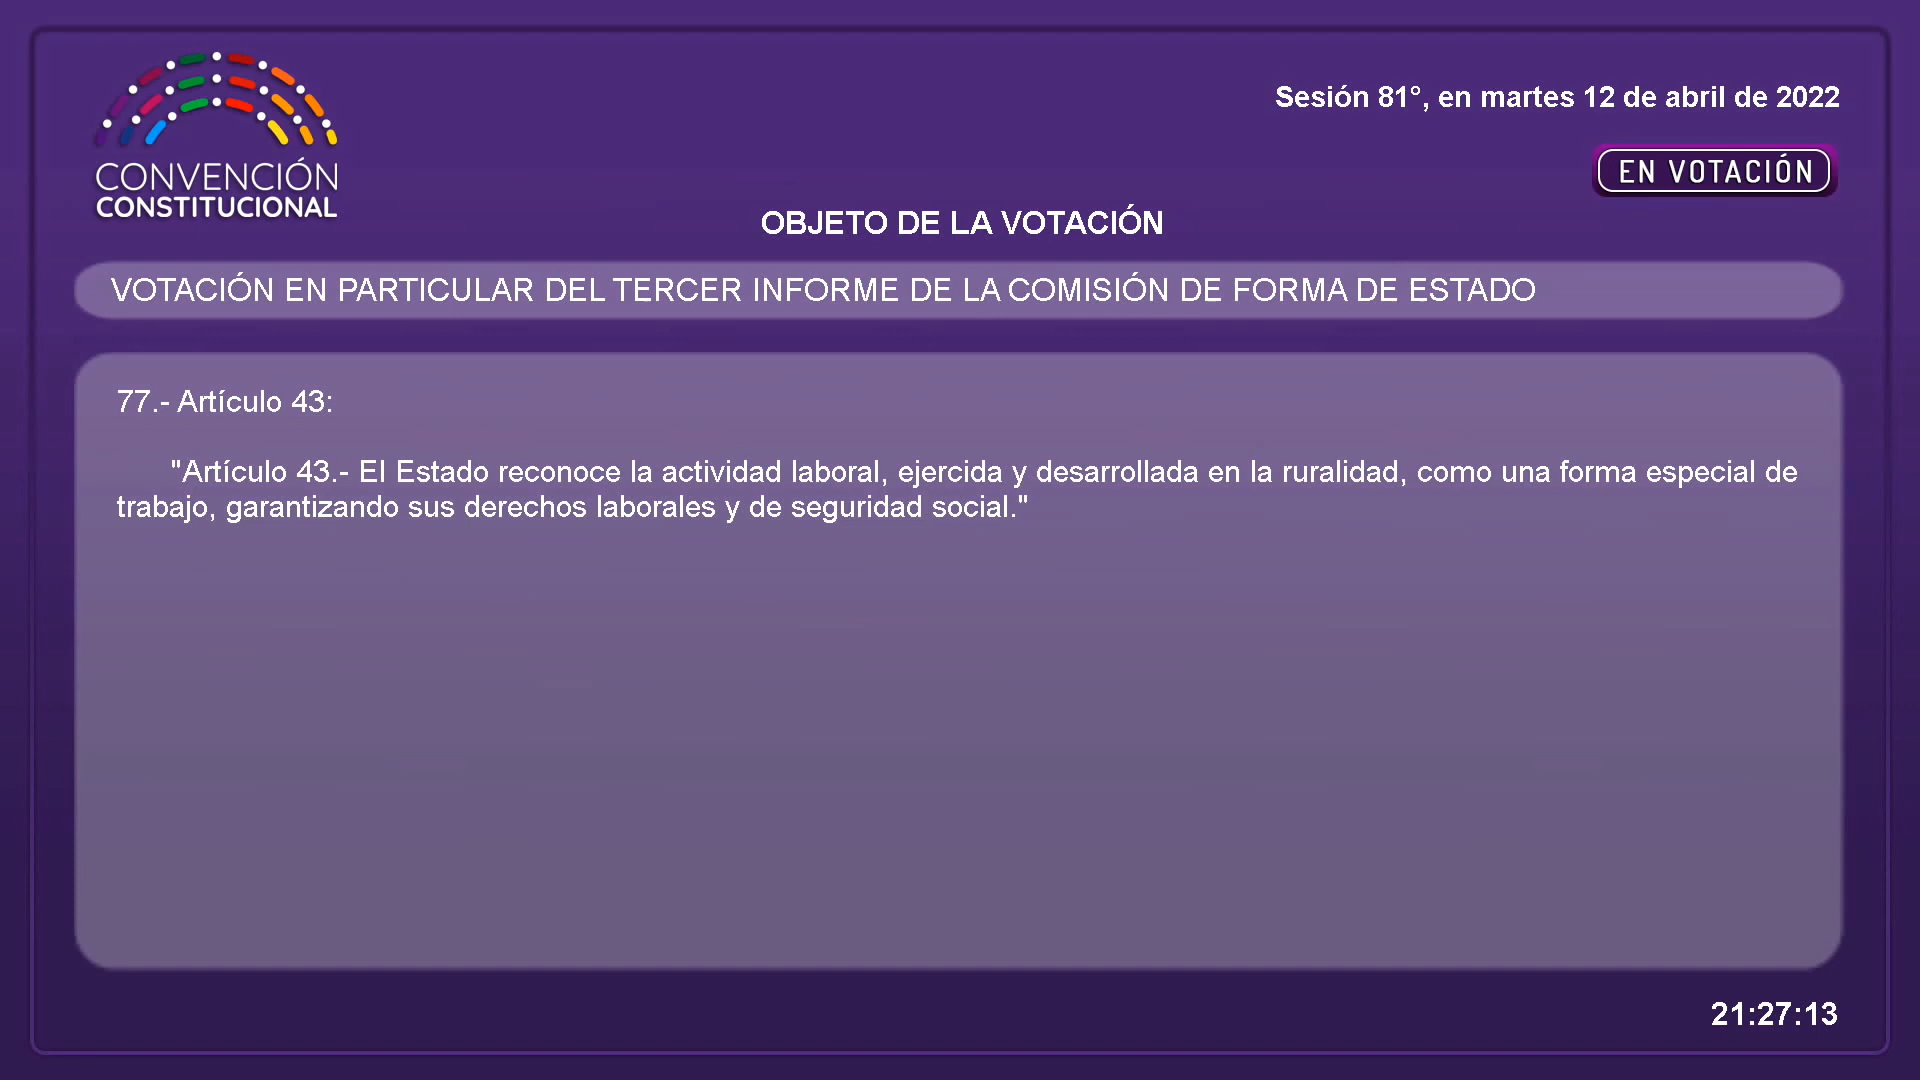 CONVENCIÓN
CONSTITUCIONAL
Sesión 81°, en martes 12 de abril de 2022
EN VOTACIÓN
OBJETO DE LA VOTACIÓN
VOTACIÓN EN PARTICULAR DEL TERCER INFORME DE LA COMISIÓN DE FORMA DE ESTADO
77.- Artículo 43:
"Artículo 43.- El Estado reconoce la actividad laboral, ejercida y desarrollada en la ruralidad, como una forma especial de
trabajo, garantizando sus derechos laborales y de seguridad social."
21:27:13